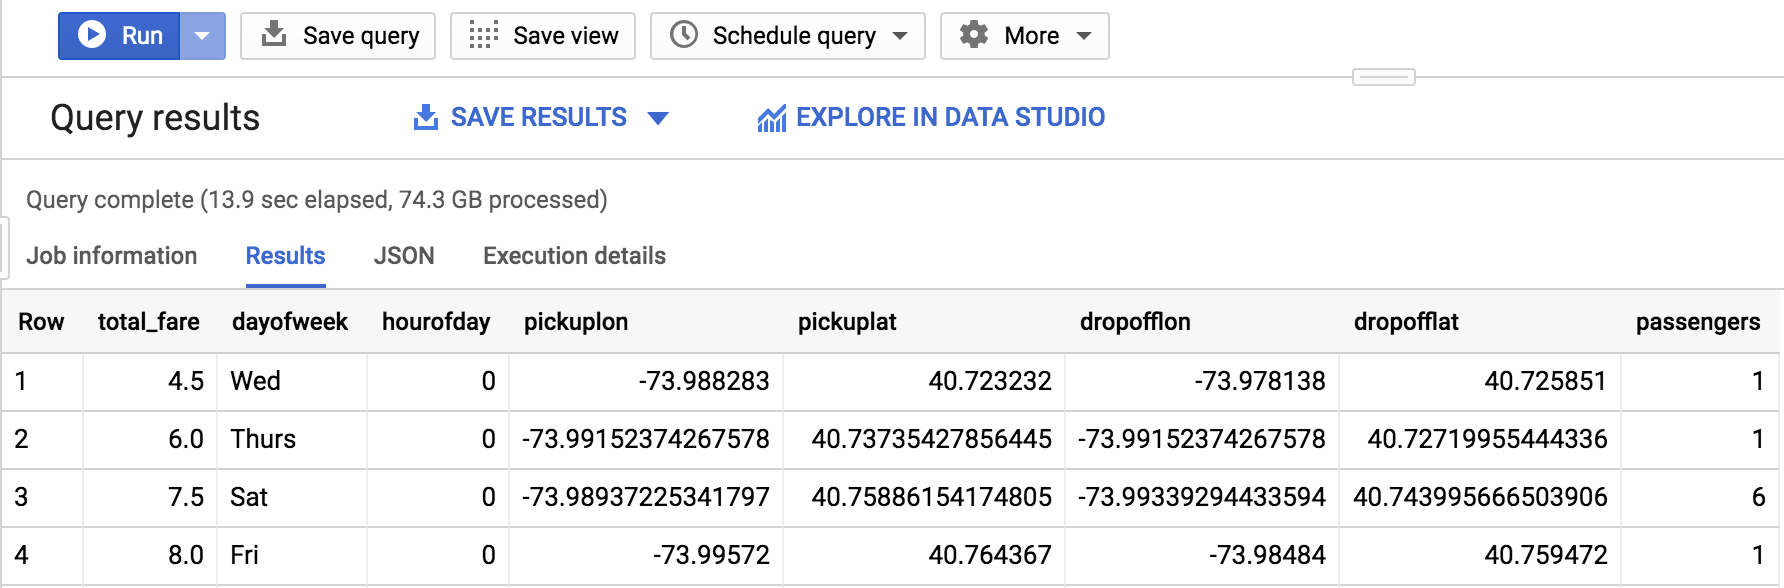 Run Save query Save view Schedule query More
Query results SAVE RESULTS EXPLORE IN DATA STUDIO
Query complete (13.9 sec elapsed, 74.3 GB processed)
Job information Results JSON Execution details
Row total_fare dayofweek hourofday pickuplon pickuplat dropofflon dropofflat passengers
1 4.5 Wed 0 -73.988283 40.723232 -73.978138 40.725851 1
2 6.0 Thurs 0 -73.99152374267578 40.73735427856445 -73.99152374267578 40.72719955444336 1
3 7.5 Sat 0 -73.98937225341797 40.75886154174805 -73.99339294433594 40.743995666503906 6
4 8.0 Fri 0 -73.99572 40.764367 -73.98484 40.759472 1